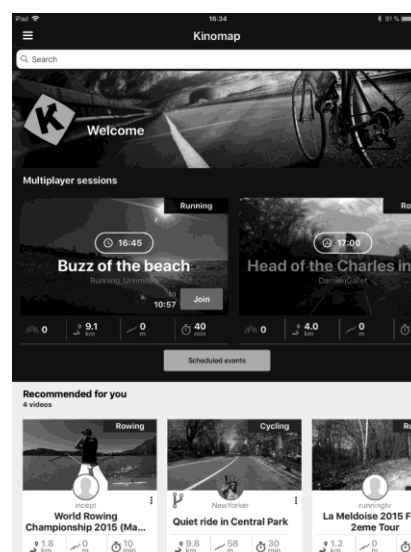 iPad
16:34
91 %
Kinomap
Search
K
Welcome
Multiplayer sessions
Running
16:45
Buzz of the beach
Running_Unlimited
in
10:57
Join
0
9.1
km
0
m
40
min
Ro
17:00
Head of the Charles in
DamienGallet
0
4.0
km
0
m
Scheduled events
Recommended for you
4 videos
Rowing
incept
World Rowing
Championship 2015 (Ma...
1.8
km
0
m
10
min
Cycling
NewYorker
Quiet ride in Central Park
9.8
km
58
m
30
min
Ru
runningtv
La Meldoise 2015 F
2eme Tour
1.2
km
0
m